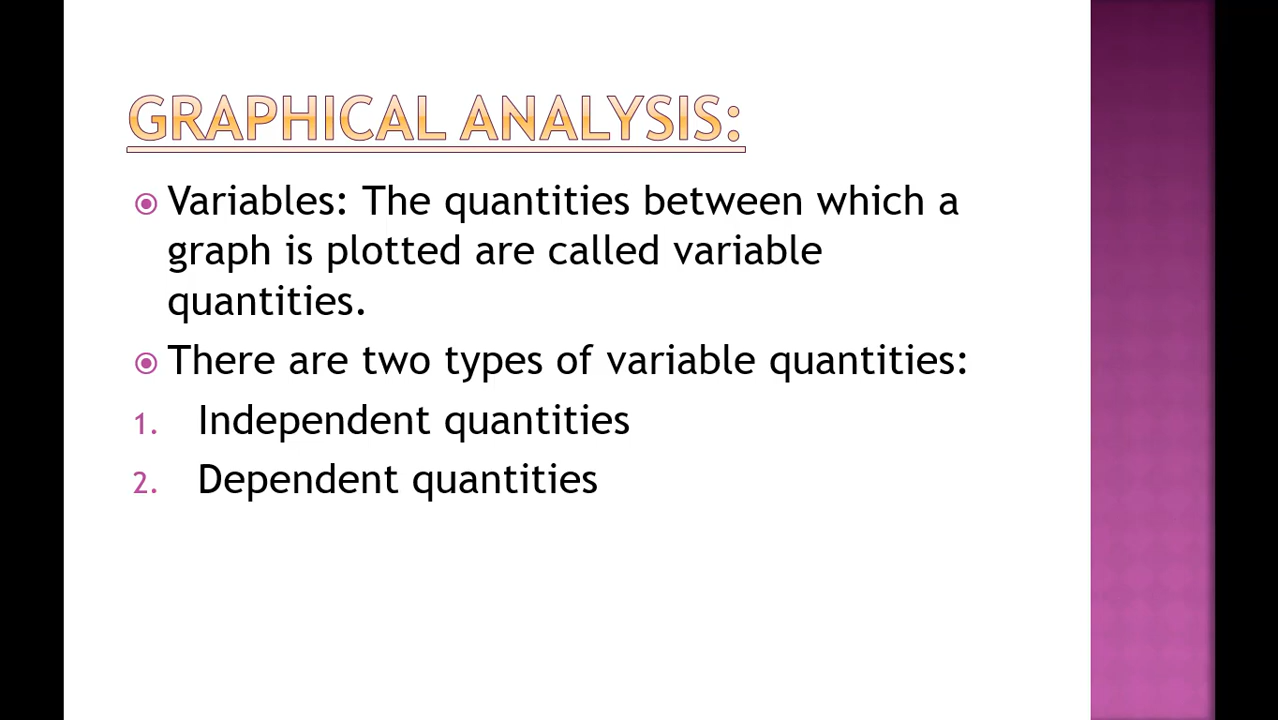 GRAPHICAL ANALYSIS:
Variables: The quantities between which a
graph is plotted are called variable
quantities.
There are two types of variable quantities:
1. Independent quantities
2. Dependent quantities